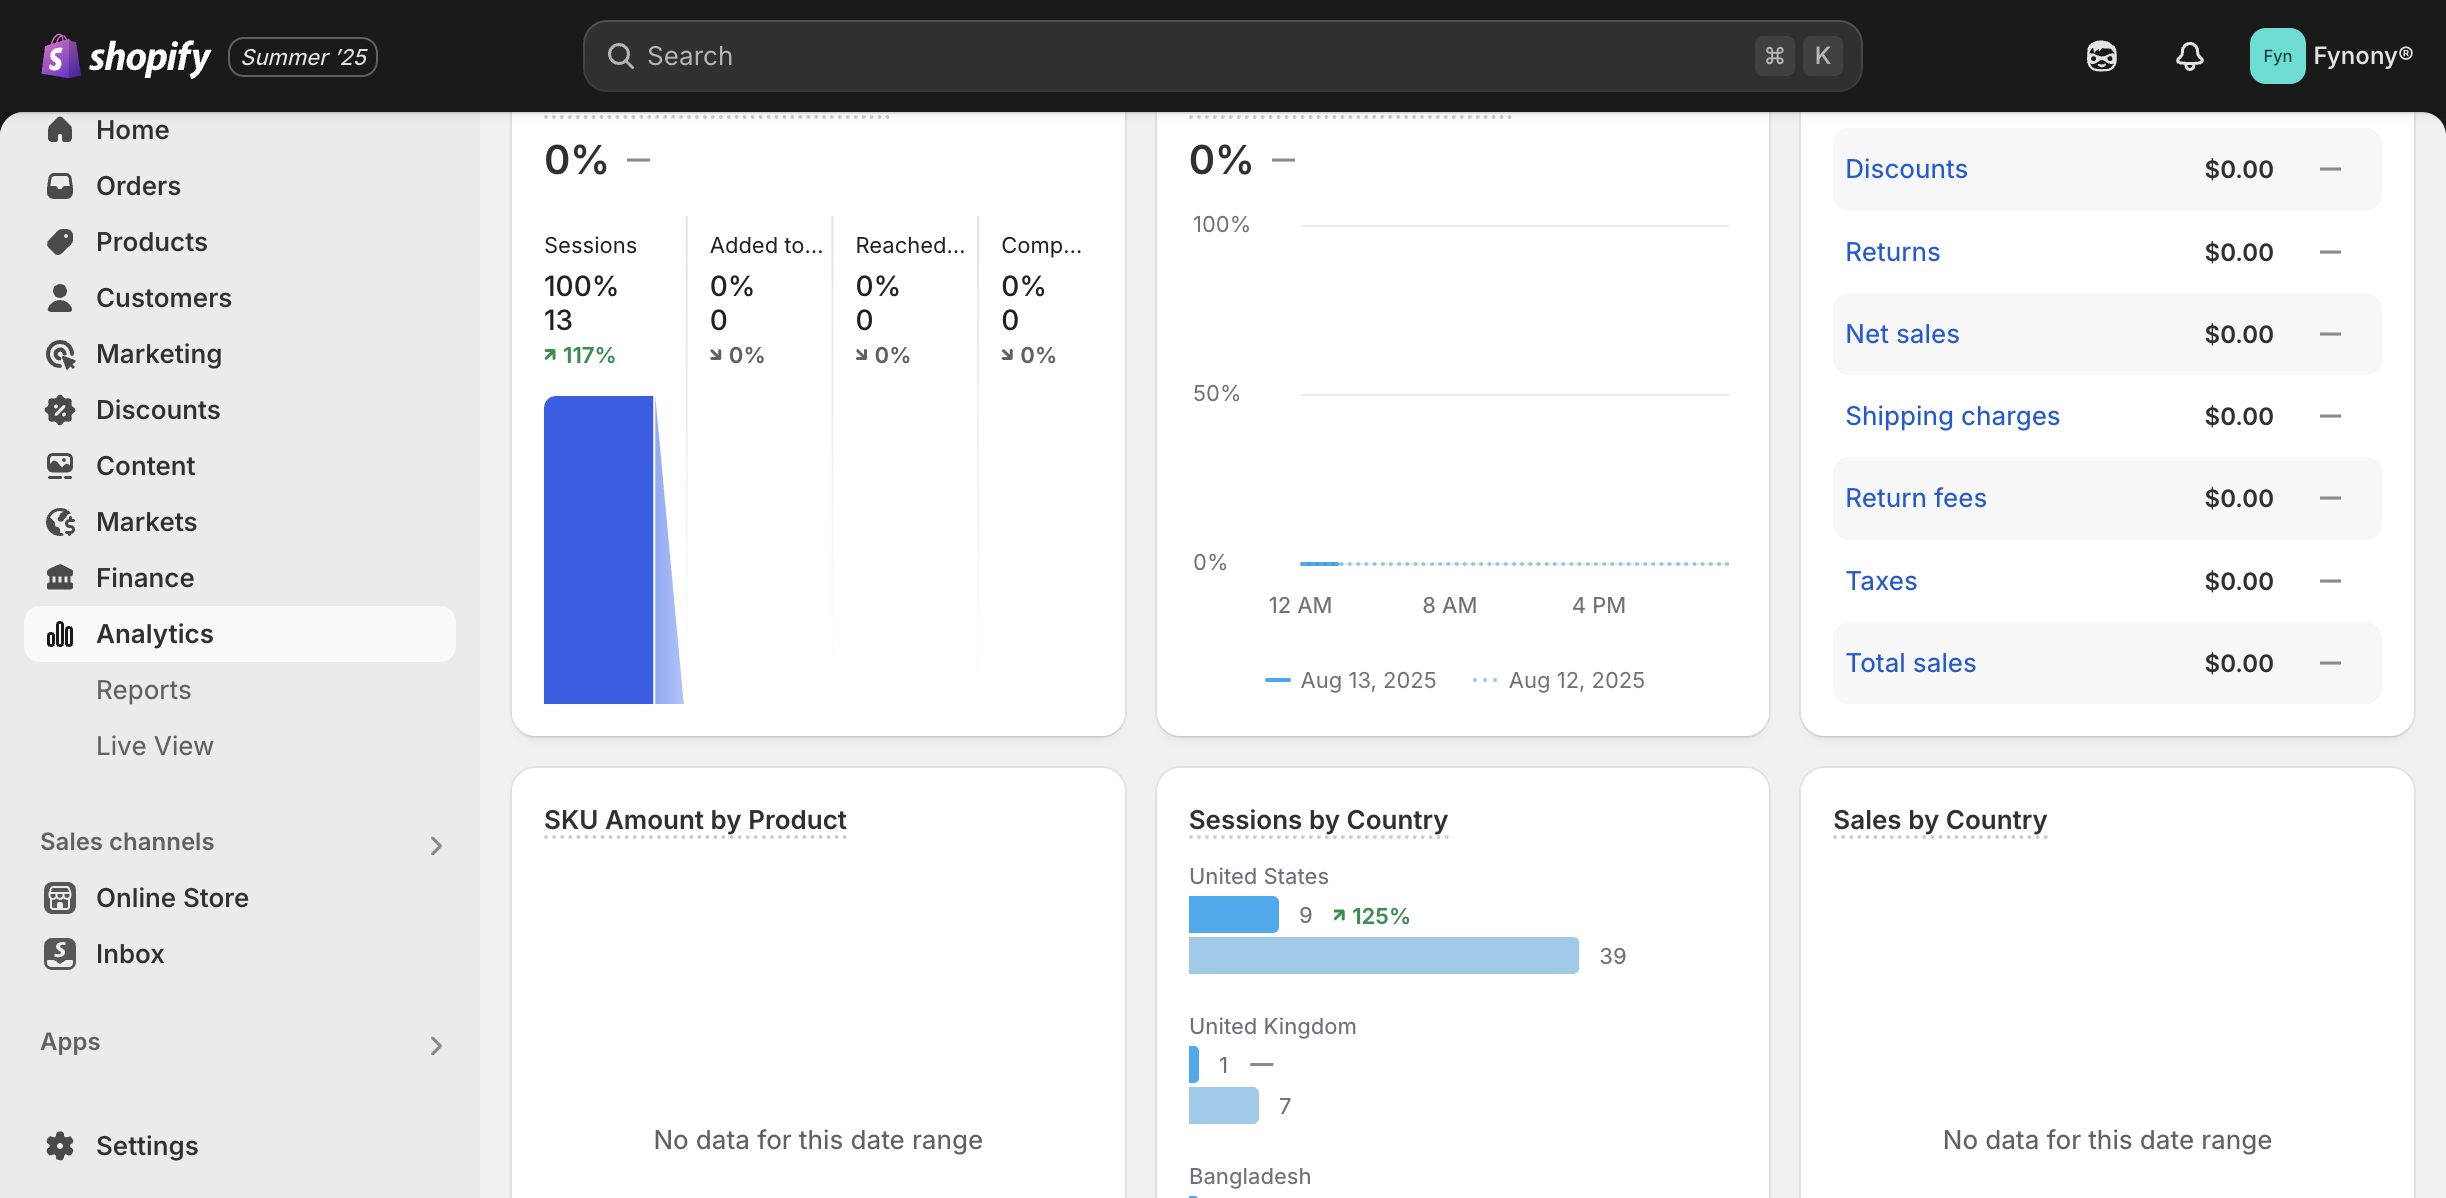 shopify
Summer '25
Search
⌘ K
Fyn
Fynony®
Home
Orders
Products
Customers
Marketing
Discounts
Content
Markets
Finance
Analytics
Reports
Live View
Sales channels
Online Store
Inbox
Apps
Settings
0% —
Sessions
100%
13
117%
Added to...
0%
0
0%
Reached...
0%
0
0%
Comp...
0%
0
0%
0% —
100%
50%
0%
12 AM 8 AM 4 PM
Aug 13, 2025 Aug 12, 2025
Discounts $0.00 —
Returns $0.00 —
Net sales $0.00 —
Shipping charges $0.00 —
Return fees $0.00 —
Taxes $0.00 —
Total sales $0.00 —
SKU Amount by Product
No data for this date range
Sessions by Country
United States
9 125%
39
United Kingdom
1 —
7
Bangladesh
Sales by Country
No data for this date range